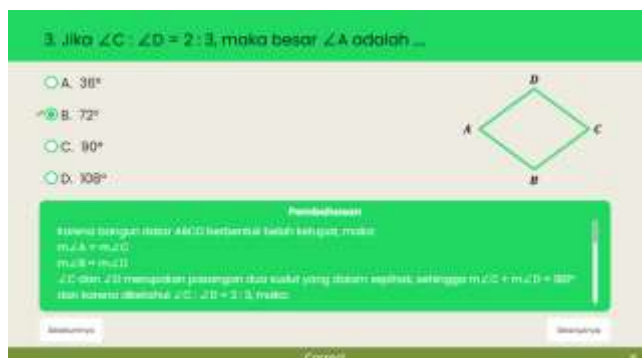 3. Jika ∠C : ∠D = 2 : 3, maka besar ∠A adalah ...
A. 36°
B. 72°
C. 90°
D. 108°
D
A
C
B
Pembahasan
Karena bangun datar ABCD berbentuk belah ketupat, maka:
m∠A = m∠C
m∠B = m∠D
∠C dan ∠D merupakan pasangan dua sudut yang dalam sepihak, sehingga m∠C + m∠D = 180°
dan karena diketahui ∠C : ∠D = 2 : 3, maka:
Sebelumnya
Selanjutnya
Correct